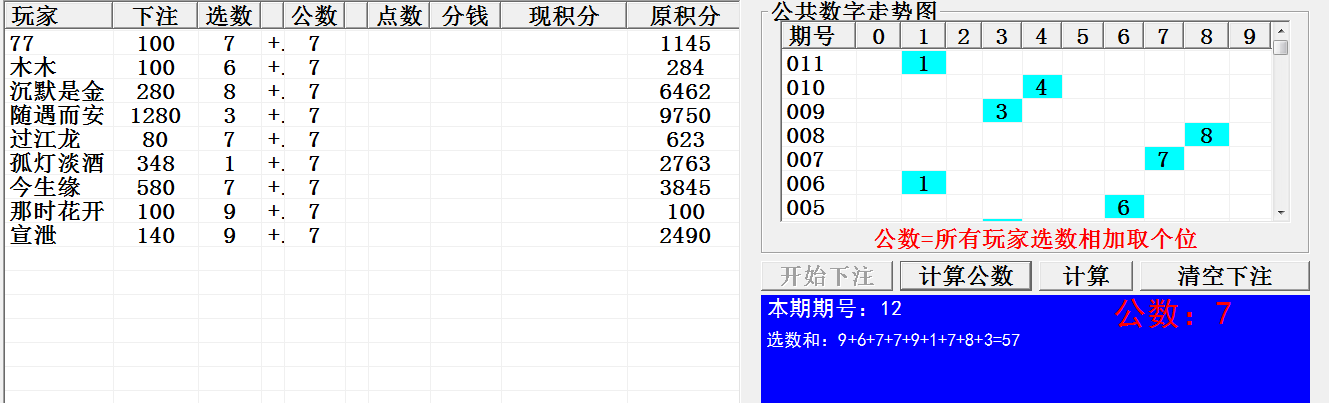 玩家 下注 选数 公数 点数 分钱 现积分 原积分
77 100 7 +. 7 1145
木木 100 6 +. 7 284
沉默是金 280 8 +. 7 6462
随遇而安 1280 3 +. 7 9750
过江龙 80 7 +. 7 623
孤灯淡酒 348 1 +. 7 2763
今生缘 580 7 +. 7 3845
那时花开 100 9 +. 7 100
宣泄 140 9 +. 7 2490
公共数字走势图
期号 0 1 2 3 4 5 6 7 8 9
011 1
010 4
009 3
008 8
007 7
006 1
005 6
公数=所有玩家选数相加取个位
开始下注 计算公数 计算 清空下注
本期期号：12 公数：7
选数和：9+6+7+7+9+1+7+8+3=57